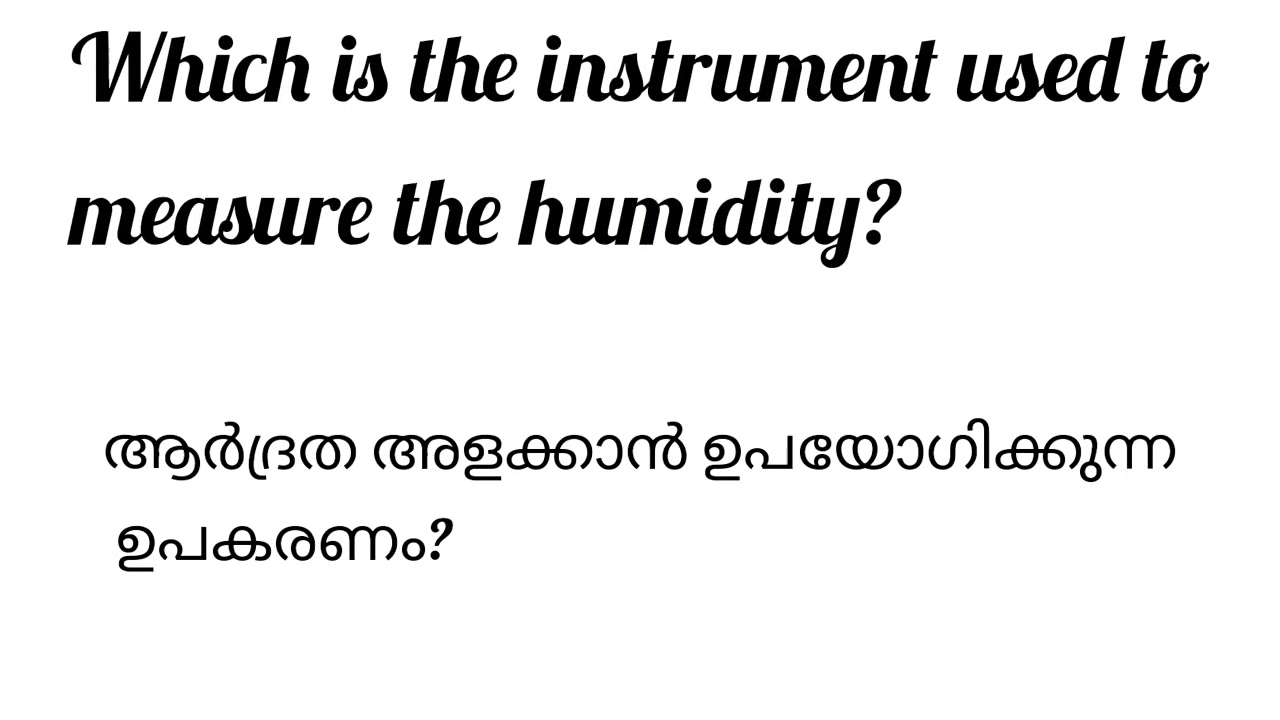 Which is the instrument used to
measure the humidity?
ആർദ്രത അളക്കാൻ ഉപയോഗിക്കുന്ന
ഉപകരണം?